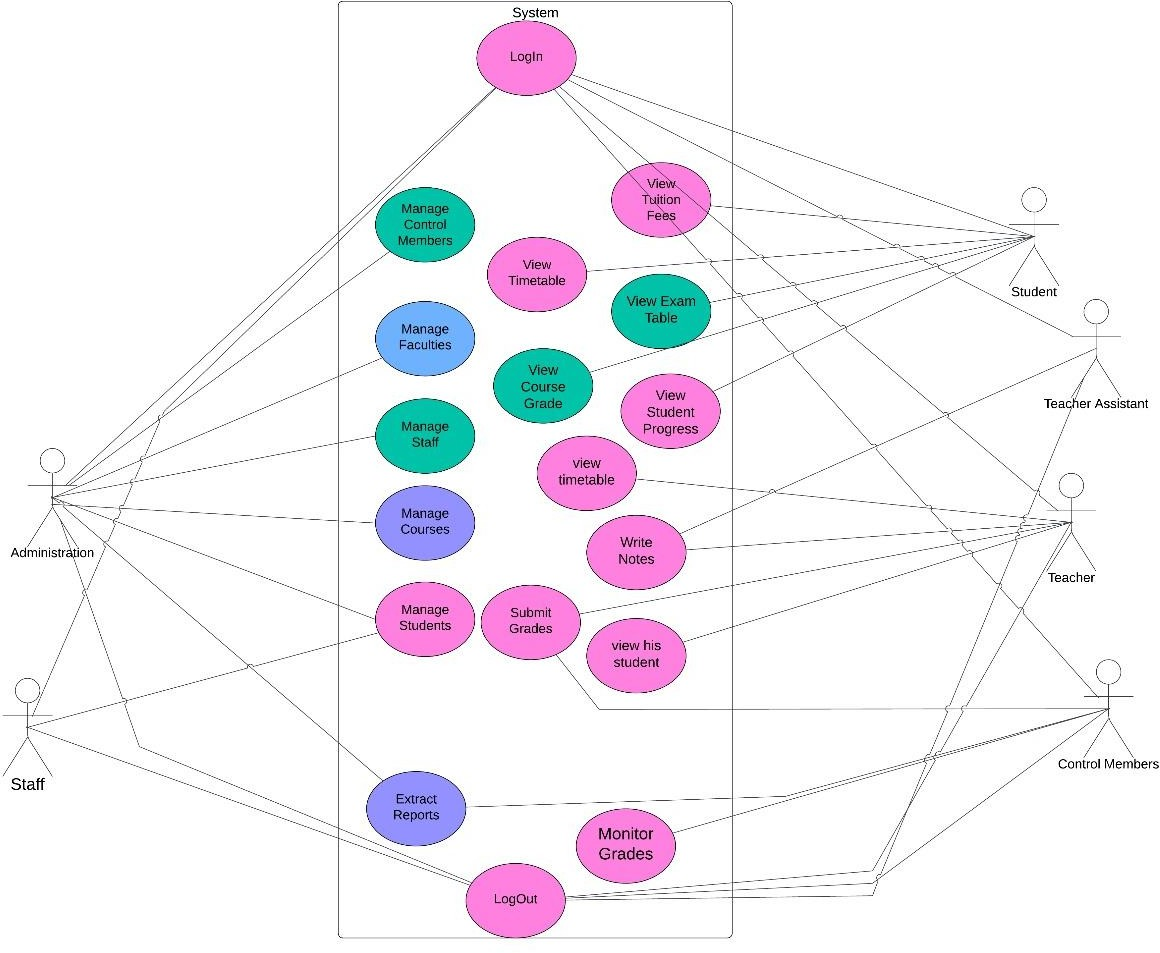 System
LogIn
View
Tuition
Fees
Manage
Control
Members
View
Timetable
Student
View Exam
Table
Manage
Faculties
View
Course
Grade
Teacher Assistant
View
Student
Progress
Manage
Staff
view
timetable
Manage
Courses
Administration
Write
Notes
Teacher
Manage
Students
Submit
Grades
view his
student
Control Members
Staff
Extract
Reports
Monitor
Grades
LogOut